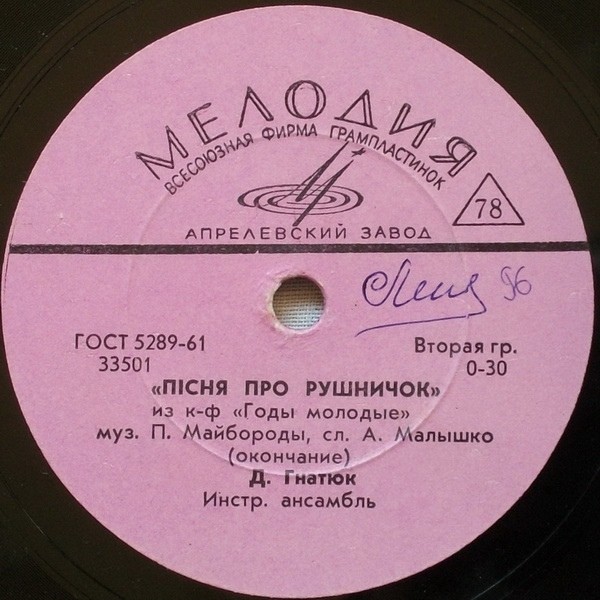 МЕЛОДИЯ
ВСЕСОЮЗНАЯ ФИРМА ГРАМПЛАСТИНОК
78
АПРЕЛЕВСКИЙ ЗАВОД
96
ГОСТ 5289-61
Вторая гр.
33501
0-30
«ПІСНЯ ПРО РУШНИЧОК»
из к-ф «Годы молодые»
муз. П. Майбороды, сл. А. Малышко
(окончание)
Д. Гнатюк
Инстр. ансамбль